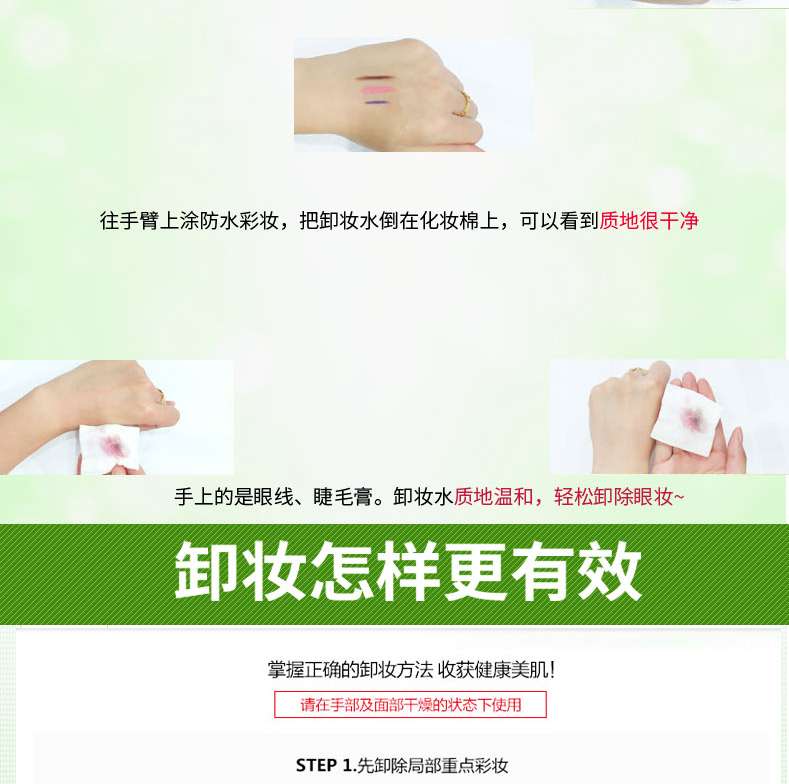 往手臂上涂防水彩妆，把卸妆水倒在化妆棉上，可以看到质地很干净
手上的是眼线、睫毛膏。卸妆水质地温和，轻松卸除眼妆~
卸妆怎样更有效
掌握正确的卸妆方法 收获健康美肌！
请在手部及面部干燥的状态下使用
STEP 1.先卸除局部重点彩妆